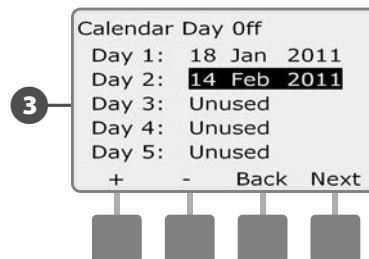 Calendar Day Off
Day 1: 18 Jan 2011
Day 2: 14 Feb 2011
3
Day 3: Unused
Day 4: Unused
Day 5: Unused
+ - Back Next